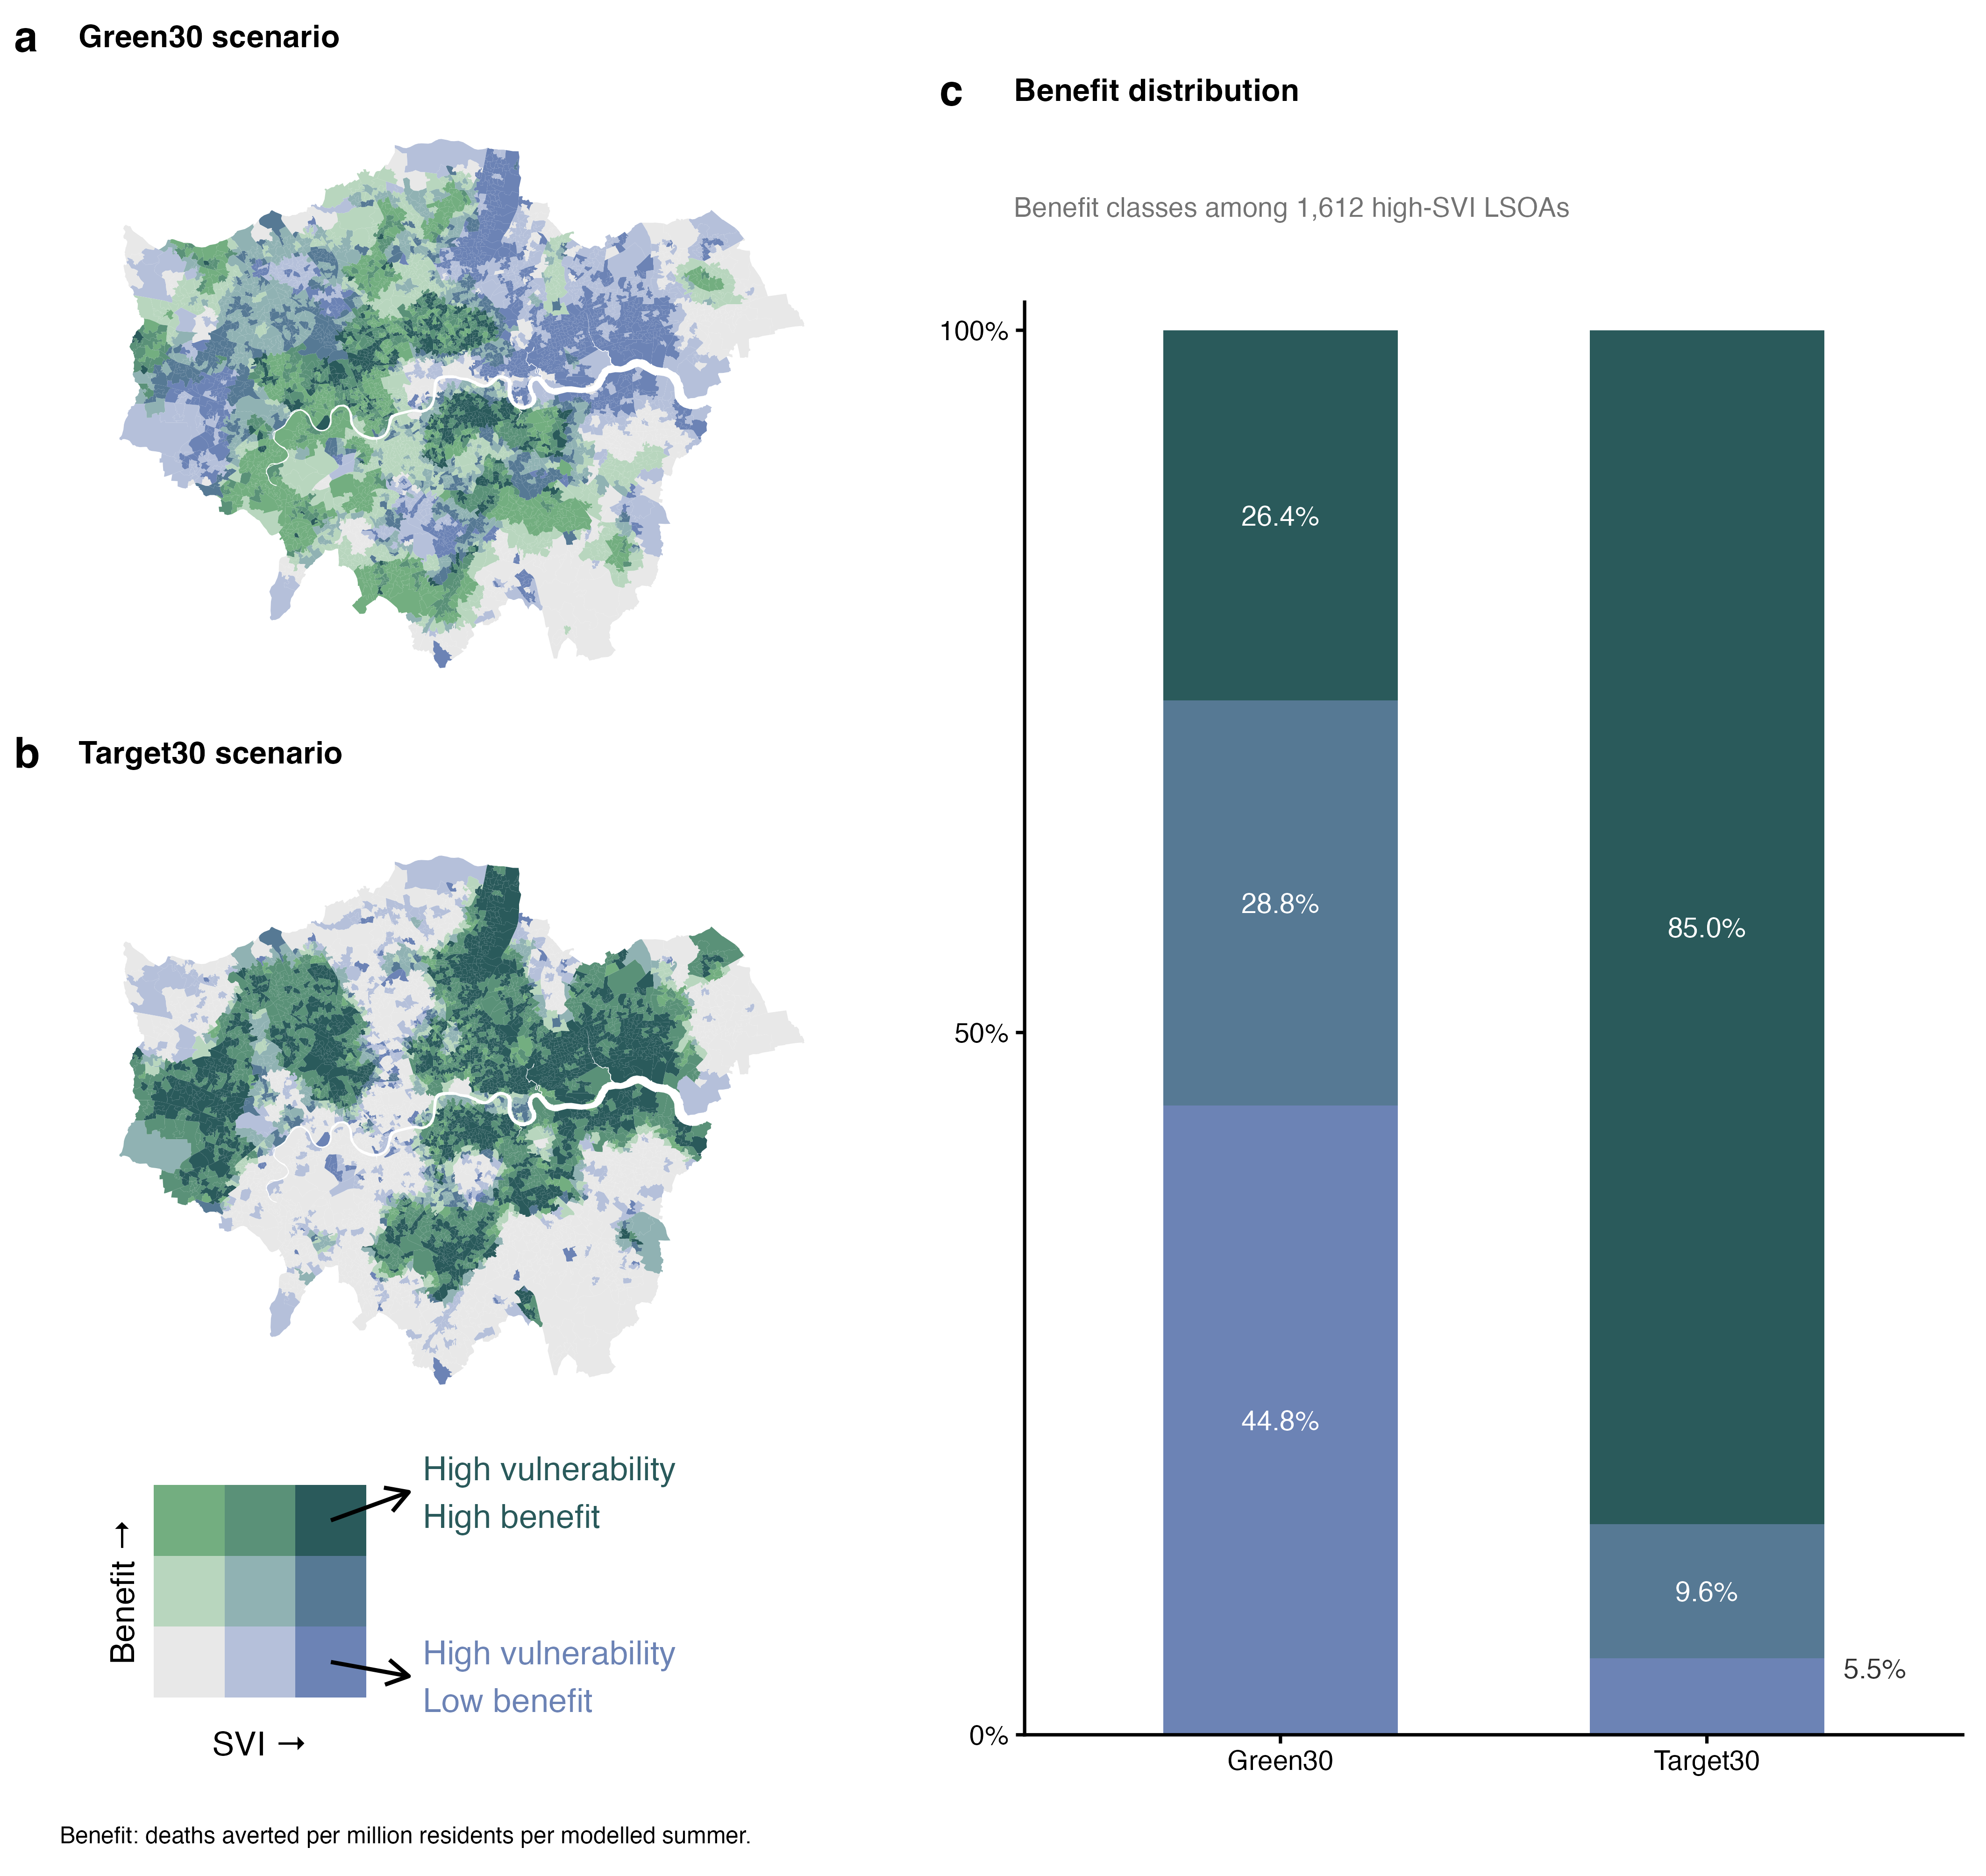 a Green30 scenario
b Target30 scenario
Benefit →
SVI →
High vulnerability
High benefit
High vulnerability
Low benefit
Benefit: deaths averted per million residents per modelled summer.
c Benefit distribution
Benefit classes among 1,612 high-SVI LSOAs
100%
50%
0%
26.4%
28.8%
44.8%
85.0%
9.6%
5.5%
Green30
Target30